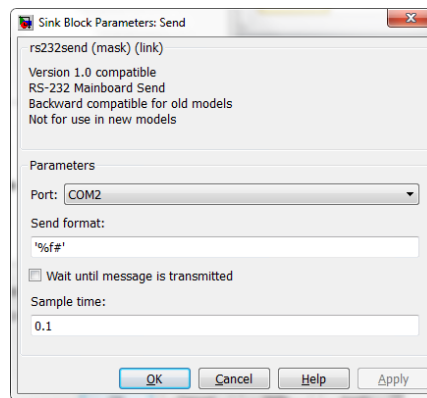 Sink Block Parameters: Send
rs232send (mask) (link)
Version 1.0 compatible
RS-232 Mainboard Send
Backward compatible for old models
Not for use in new models
Parameters
Port: COM2
Send format:
'%f#'
Wait until message is transmitted
Sample time:
0.1
OK Cancel Help Apply